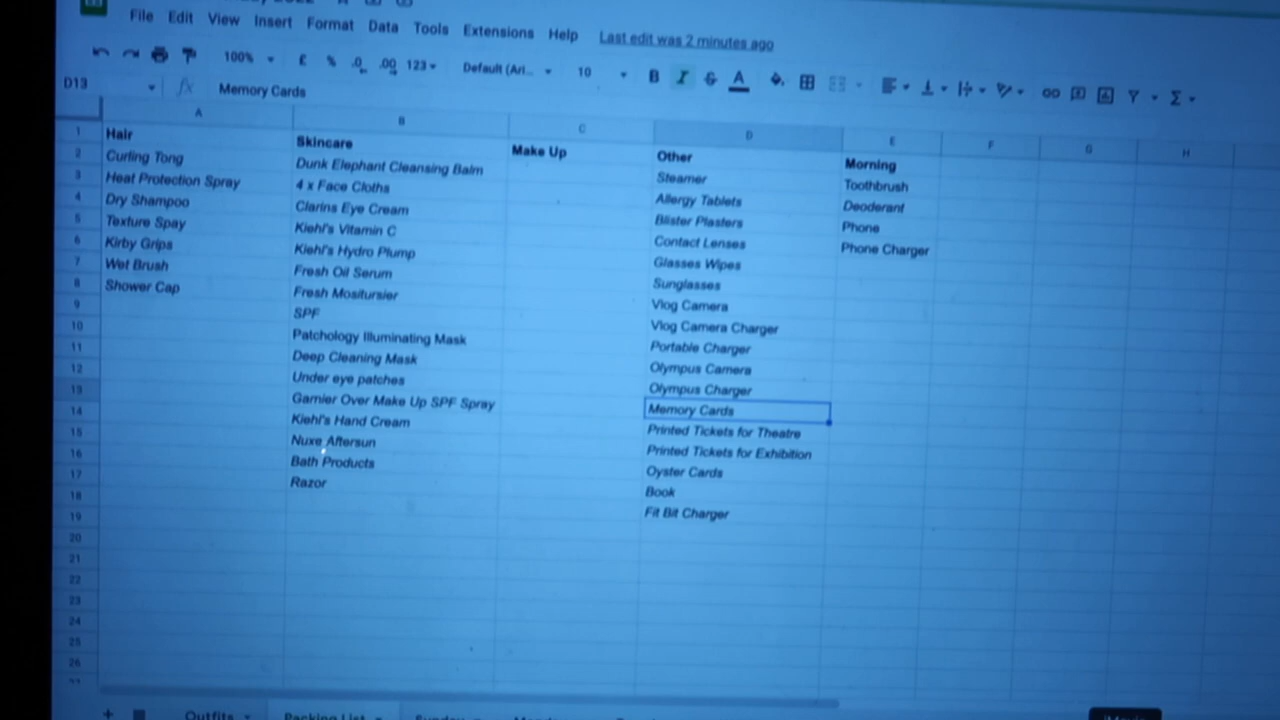 File Edit View Insert Format Data Tools Extensions Help Last edit was 2 minutes ago
100% £ % .0 .00 123 Default (Ari... 10 B I S A
D13 fx Memory Cards
A B C D E F G H
1 Hair Skincare Make Up Other Morning
2 Curling Tong Dunk Elephant Cleansing Balm Steamer Toothbrush
3 Heat Protection Spray 4 x Face Cloths Allergy Tablets Deoderant
4 Dry Shampoo Clarins Eye Cream Blister Plasters Phone
5 Texture Spay Kiehl's Vitamin C Contact Lenses Phone Charger
6 Kirby Grips Kiehl's Hydro Plump Glasses Wipes
7 Wet Brush Fresh Oil Serum Sunglasses
8 Shower Cap Fresh Mositursier Vlog Camera
9 SPF Vlog Camera Charger
10 Patchology Illuminating Mask Portable Charger
11 Deep Cleaning Mask Olympus Camera
12 Under eye patches Olympus Charger
13 Garnier Over Make Up SPF Spray Memory Cards
14 Kiehl's Hand Cream Printed Tickets for Theatre
15 Nuxe Aftersun Printed Tickets for Exhibition
16 Bath Products Oyster Cards
17 Razor Book
18 Fit Bit Charger
19
20
21
22
23
24
25
26
Outfits Packing List